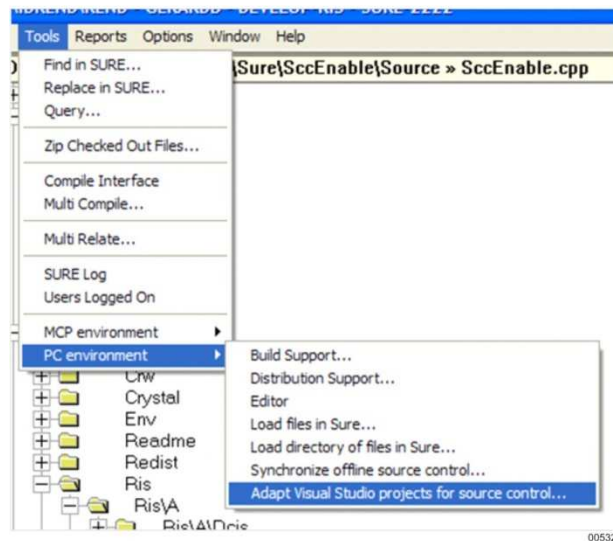 Tools Reports Options Window Help
\Sure\SccEnable\Source » SccEnable.cpp
Find in SURE...
Replace in SURE...
Query...
Zip Checked Out Files...
Compile Interface
Multi Compile...
Multi Relate...
SURE Log
Users Logged On
MCP environment
PC environment
Build Support...
Distribution Support...
Editor
Load files in Sure...
Load directory of files in Sure...
Synchronize offline source control...
Adapt Visual Studio projects for source control...
Crw
Crystal
Env
Readme
Redist
Ris
Ris\A
Ris\A\Dcis
0053